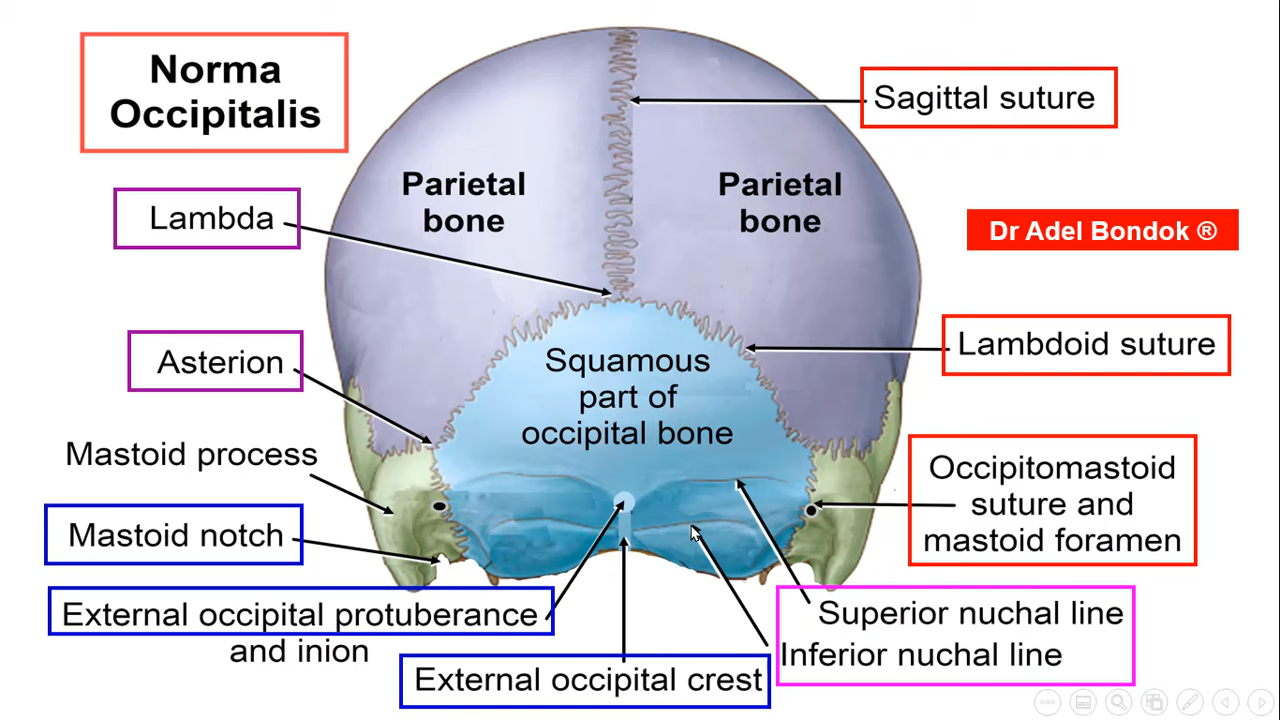 Norma
Occipitalis
Sagittal suture
Parietal
bone
Parietal
bone
Lambda
Dr Adel Bondok ®
Lambdoid suture
Asterion
Squamous
part of
occipital bone
Mastoid process
Occipitomastoid
suture and
mastoid foramen
Mastoid notch
External occipital protuberance
and inion
Superior nuchal line
Inferior nuchal line
External occipital crest